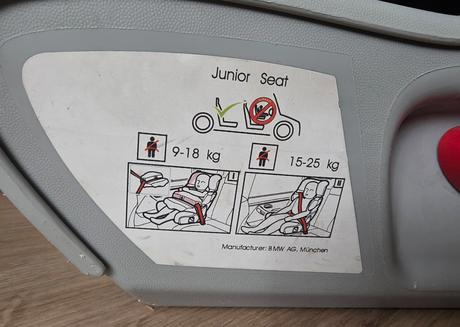 Junior Seat
9-18 kg
15-25 kg
I
II
Manufacturer: BMW AG, München